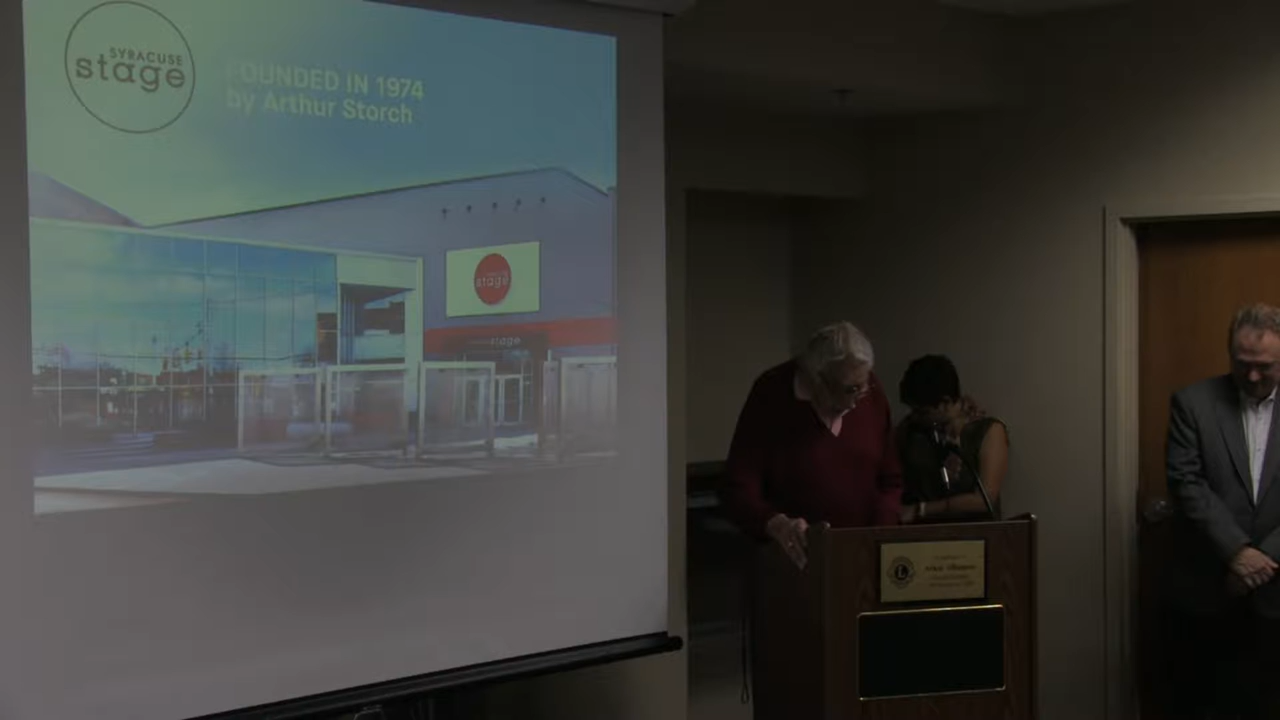 SYRACUSE
stage
FOUNDED IN 1974
by Arthur Storch
stage
stage